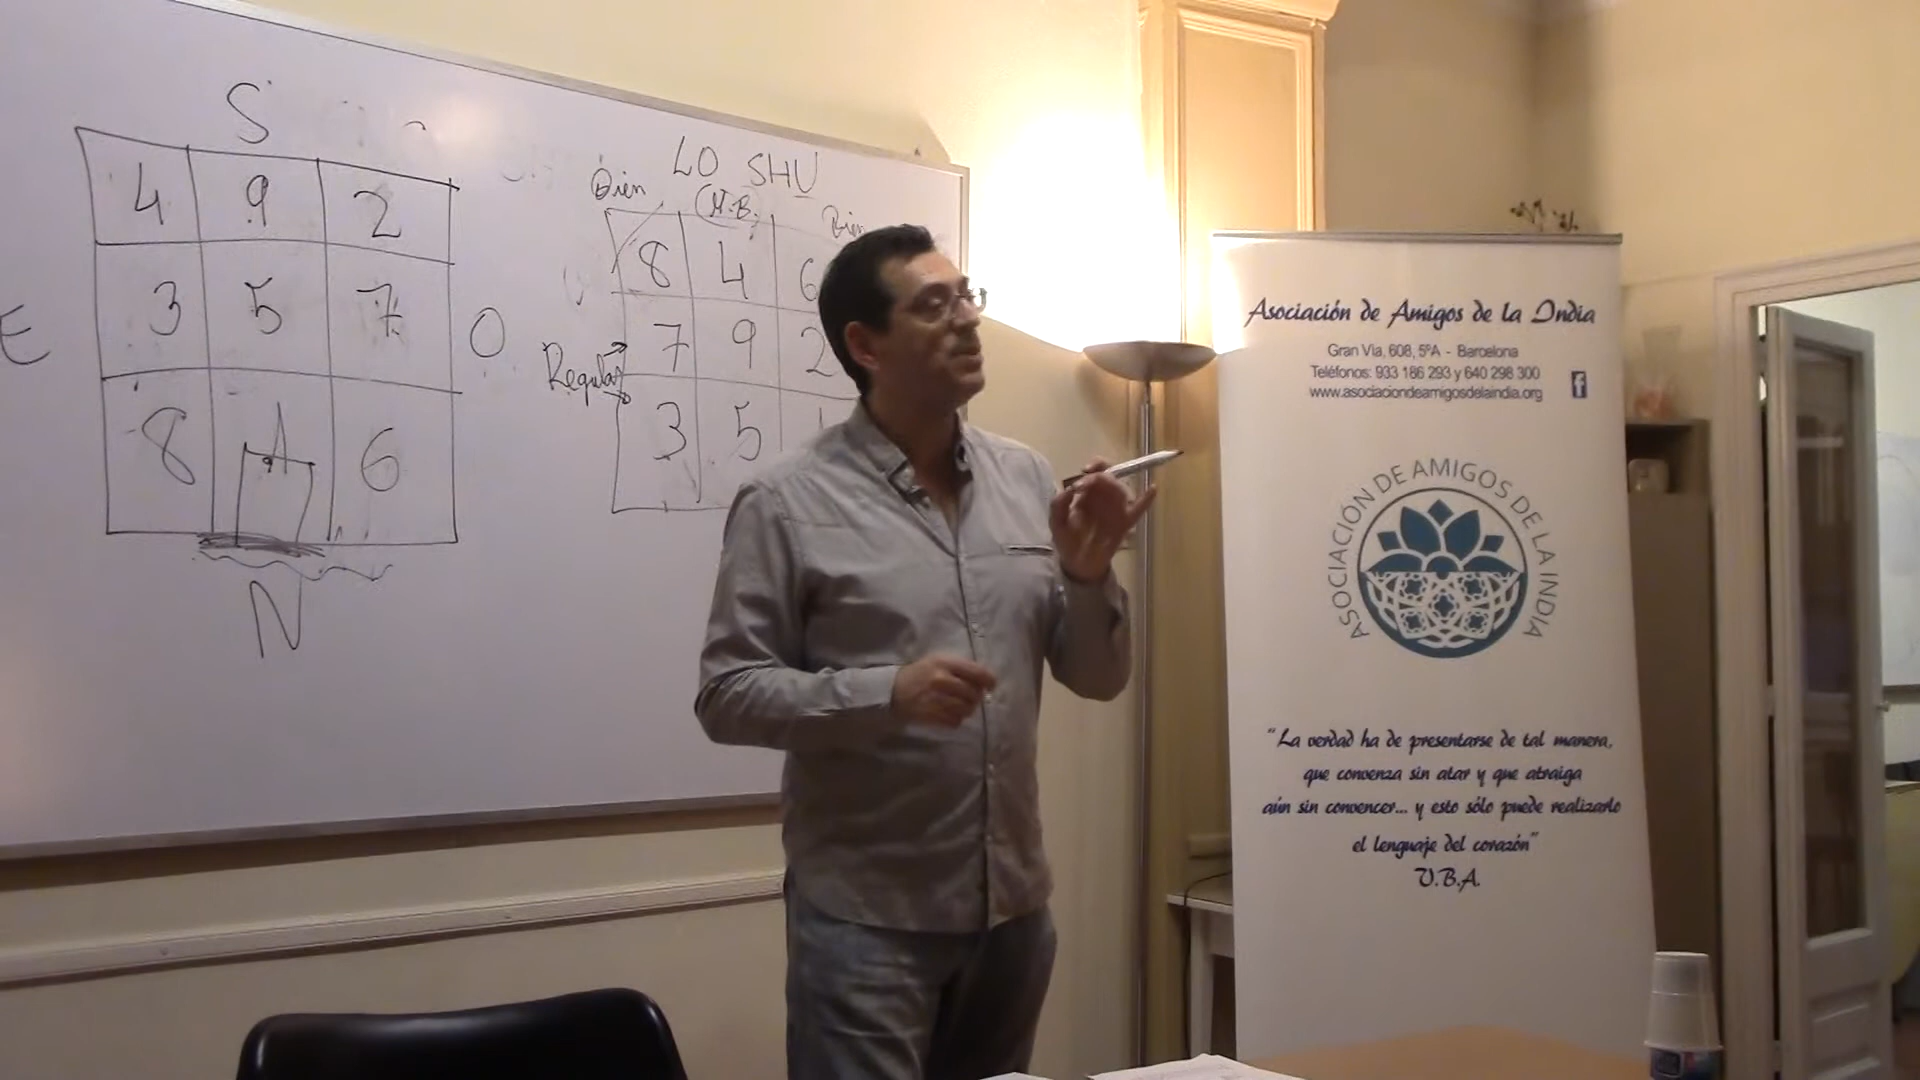 S
4 9 2
E 3 5 7 O
8 1 6
N
LO SHU
Bien (M.B.) Bien
8 4 6
Regular 7 9 2
3 5
Asociación de Amigos de la India
Gran Vía, 608, 5ºA - Barcelona
Teléfonos: 933 186 293 y 640 298 300
www.asociaciondeamigosdelaindia.org
f
ASOCIACIÓN DE AMIGOS DE LA INDIA
"La verdad ha de presentarse de tal manera,
que convenza sin atar y que atraiga
aún sin convencer... y esto sólo puede realizarlo
el lenguaje del corazón"
V.B.A.